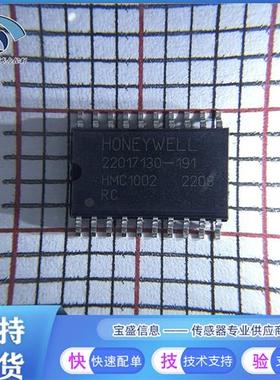 HONEYWELL
22017130-191
HMC1002 2208
RC
持
货
宝盛信息 —— 传感器专业供应商
快 快速配单 技 技术支持 验